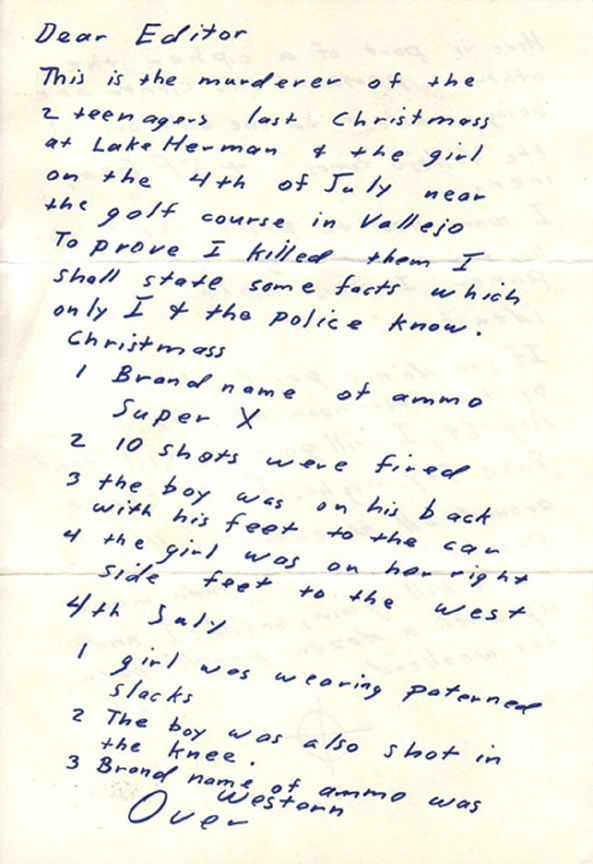 Dear Editor
This is the murderer of the
2 teenagers last Christmass
at Lake Herman & the girl
on the 4th of July near
the golf course in Vallejo
To prove I killed them I
shall state some facts which
only I & the police know.
Christmass
1 Brand name of ammo
Super X
2 10 shots were fired
3 the boy was on his back
with his feet to the car
4 the girl was on her right
side feet to the west
4th July
1 girl was wearing paterned
slacks
2 The boy was also shot in
the knee.
3 Brand name of ammo was
western
Over